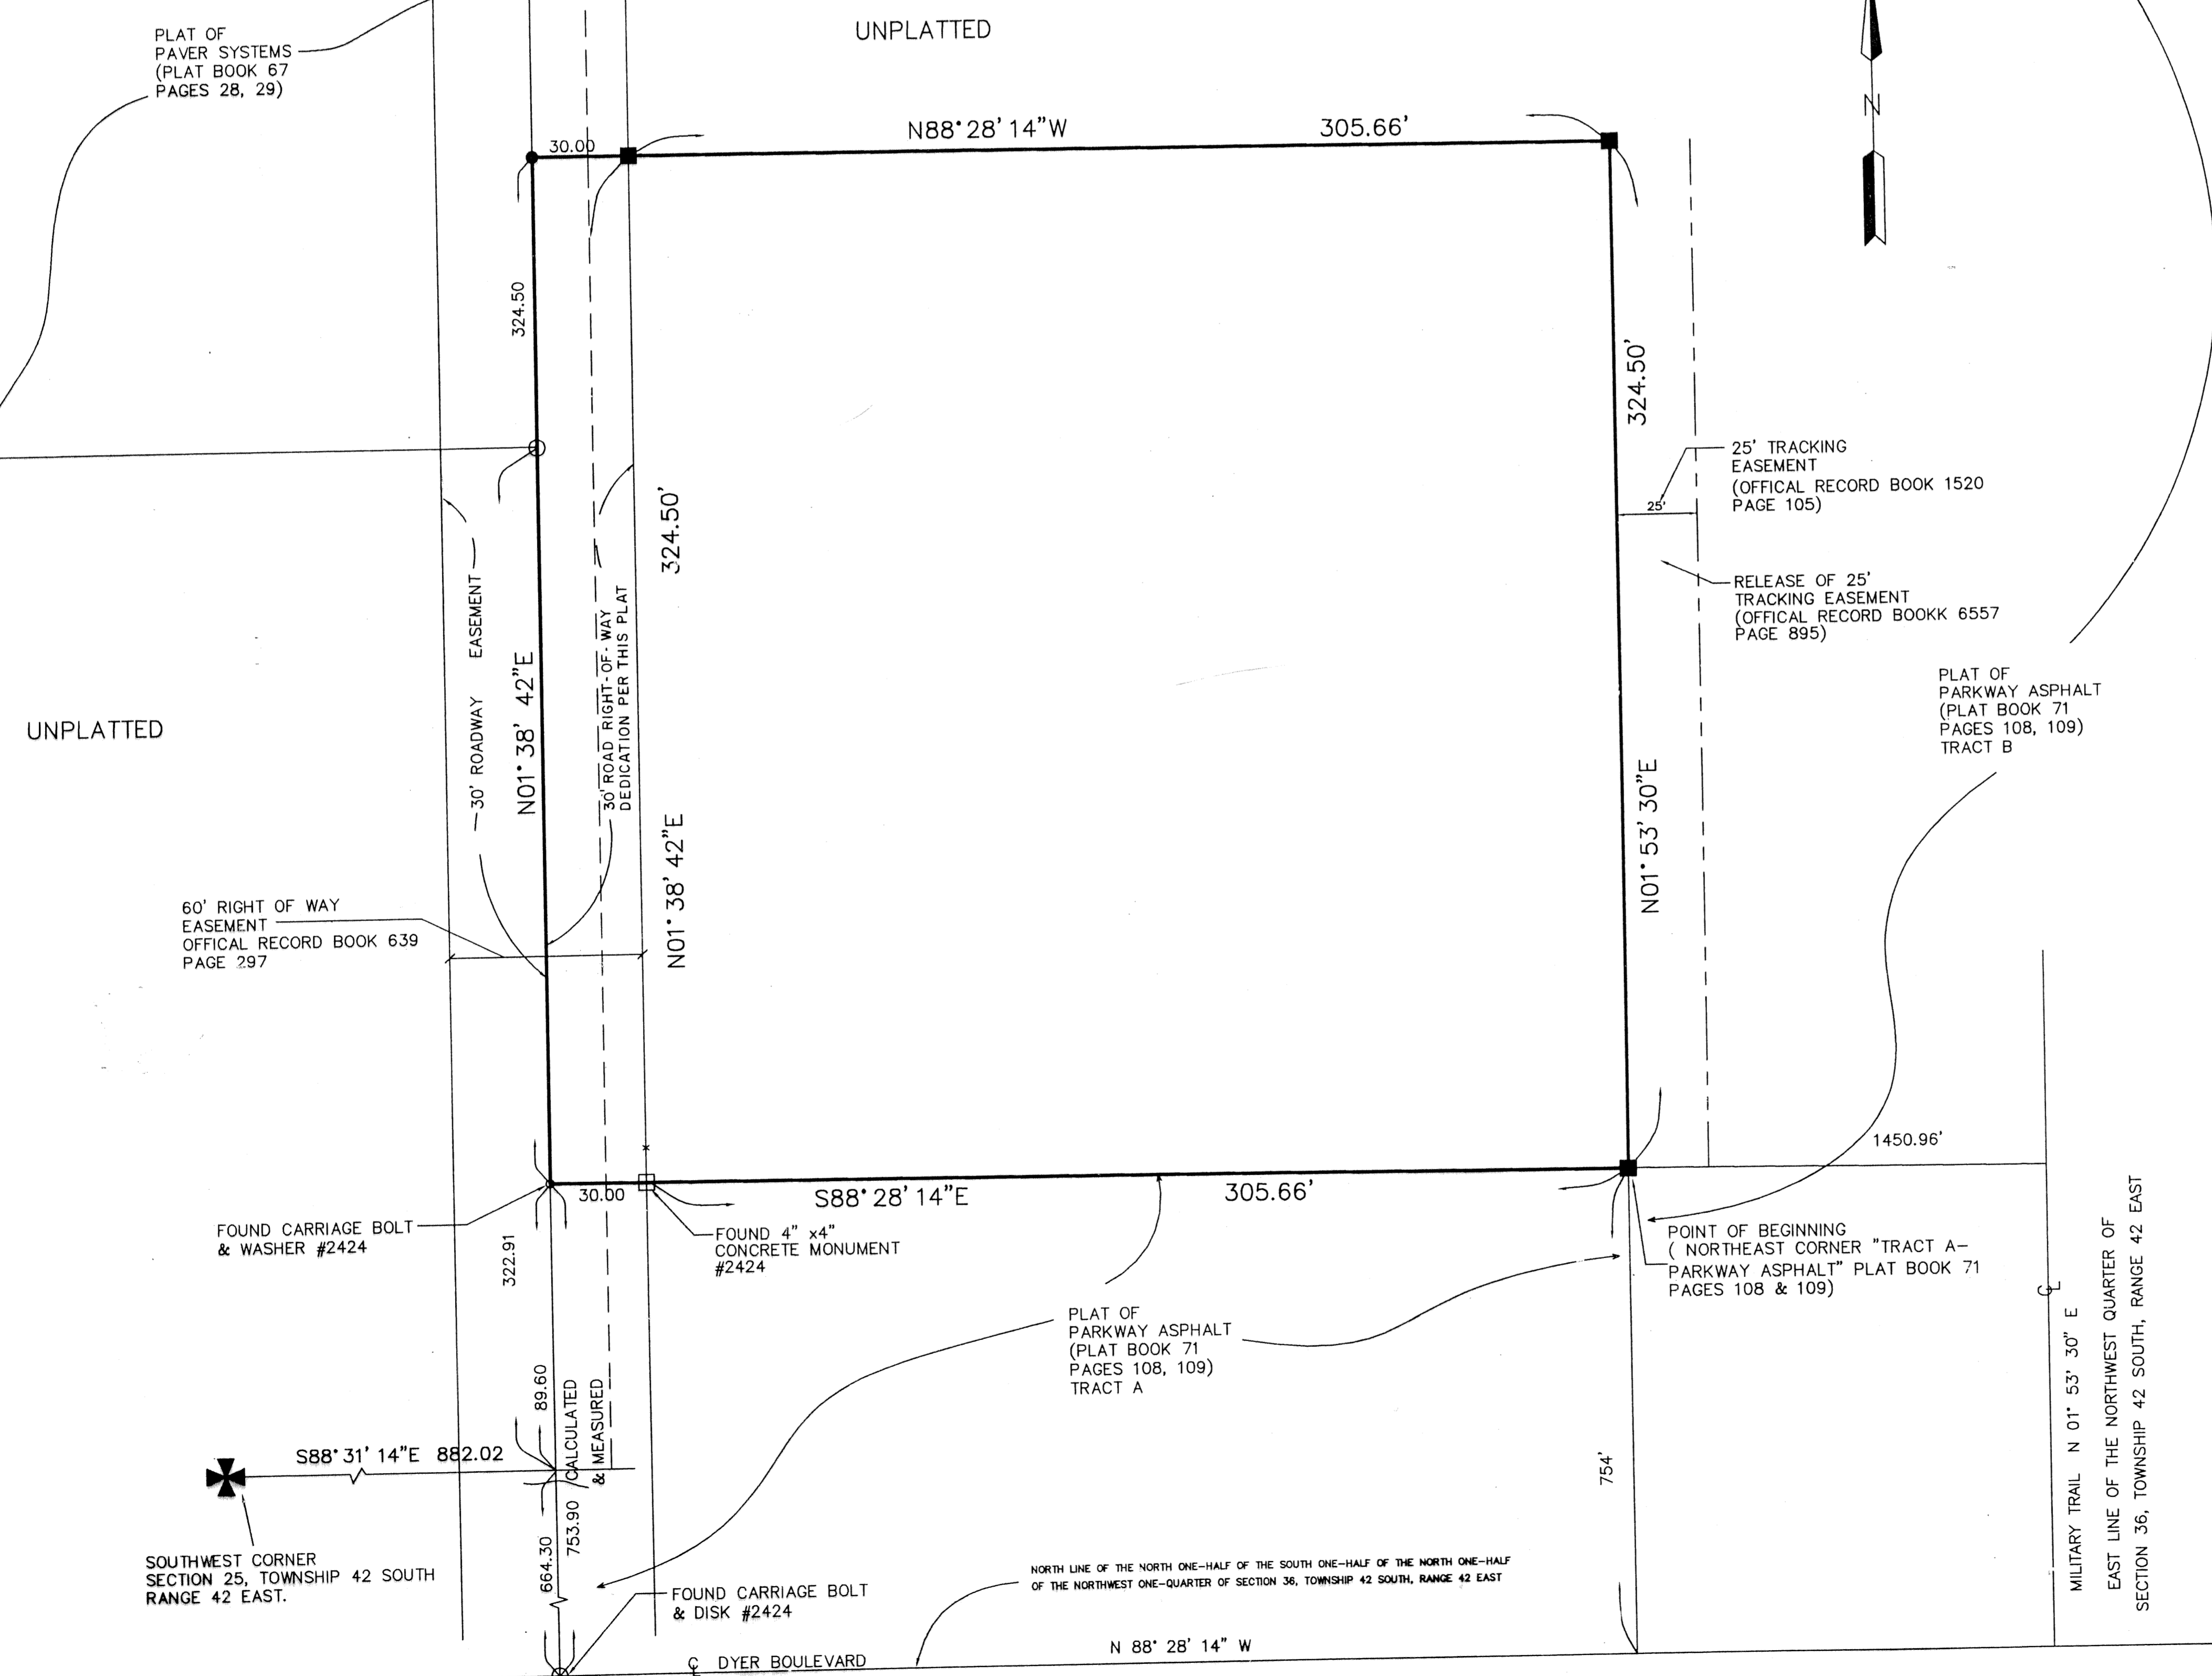 UNPLATTED
PLAT OF
PAVER SYSTEMS
(PLAT BOOK 67
PAGES 28, 29)
N
30.00
N88°28'14"W
305.66'
324.50
324.50'
324.50'
25' TRACKING
EASEMENT
(OFFICAL RECORD BOOK 1520
PAGE 105)
25'
RELEASE OF 25'
TRACKING EASEMENT
(OFFICAL RECORD BOOKK 6557
PAGE 895)
30' ROADWAY EASEMENT
N01°38' 42"E
30' ROAD RIGHT-OF-WAY
DEDICATION PER THIS PLAT
N01°38' 42"E
N01°53' 30"E
UNPLATTED
PLAT OF
PARKWAY ASPHALT
(PLAT BOOK 71
PAGES 108, 109)
TRACT B
60' RIGHT OF WAY
EASEMENT
OFFICAL RECORD BOOK 639
PAGE 297
1450.96'
30.00
S88°28'14"E
305.66'
FOUND CARRIAGE BOLT
& WASHER #2424
FOUND 4" x4"
CONCRETE MONUMENT
#2424
POINT OF BEGINNING
( NORTHEAST CORNER "TRACT A-
PARKWAY ASPHALT" PLAT BOOK 71
PAGES 108 & 109)
322.91
PLAT OF
PARKWAY ASPHALT
(PLAT BOOK 71
PAGES 108, 109)
TRACT A
89.60
CALCULATED
& MEASURED
S88°31'14"E 882.02
754'
664.30
753.90
SOUTHWEST CORNER
SECTION 25, TOWNSHIP 42 SOUTH
RANGE 42 EAST.
FOUND CARRIAGE BOLT
& DISK #2424
NORTH LINE OF THE NORTH ONE-HALF OF THE SOUTH ONE-HALF OF THE NORTH ONE-HALF
OF THE NORTHWEST ONE-QUARTER OF SECTION 36, TOWNSHIP 42 SOUTH, RANGE 42 EAST
N 88° 28' 14" W
CL DYER BOULEVARD
CL
MILITARY TRAIL N 01° 53' 30" E
EAST LINE OF THE NORTHWEST QUARTER OF
SECTION 36, TOWNSHIP 42 SOUTH, RANGE 42 EAST